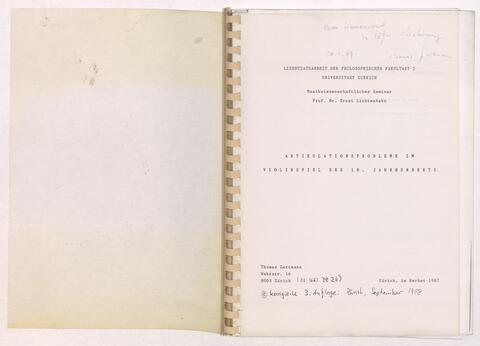 LIZENTIATSARBEIT DER PHILOSOPHISCHEN FAKULTAET I
UNIVERSITAET ZUERICH
Musikwissenschaftliches Seminar
Prof. Dr. Ernst Lichtenhahn
ARTIKULATIONSPROBLEME IM
VIOLINSPIEL DES 18. JAHRHUNDERTS
Thomas Gartmann
8003 Zürich
Zürich, im Herbst 1987
© korrigierte 3. Auflage: Zürich, September 1988